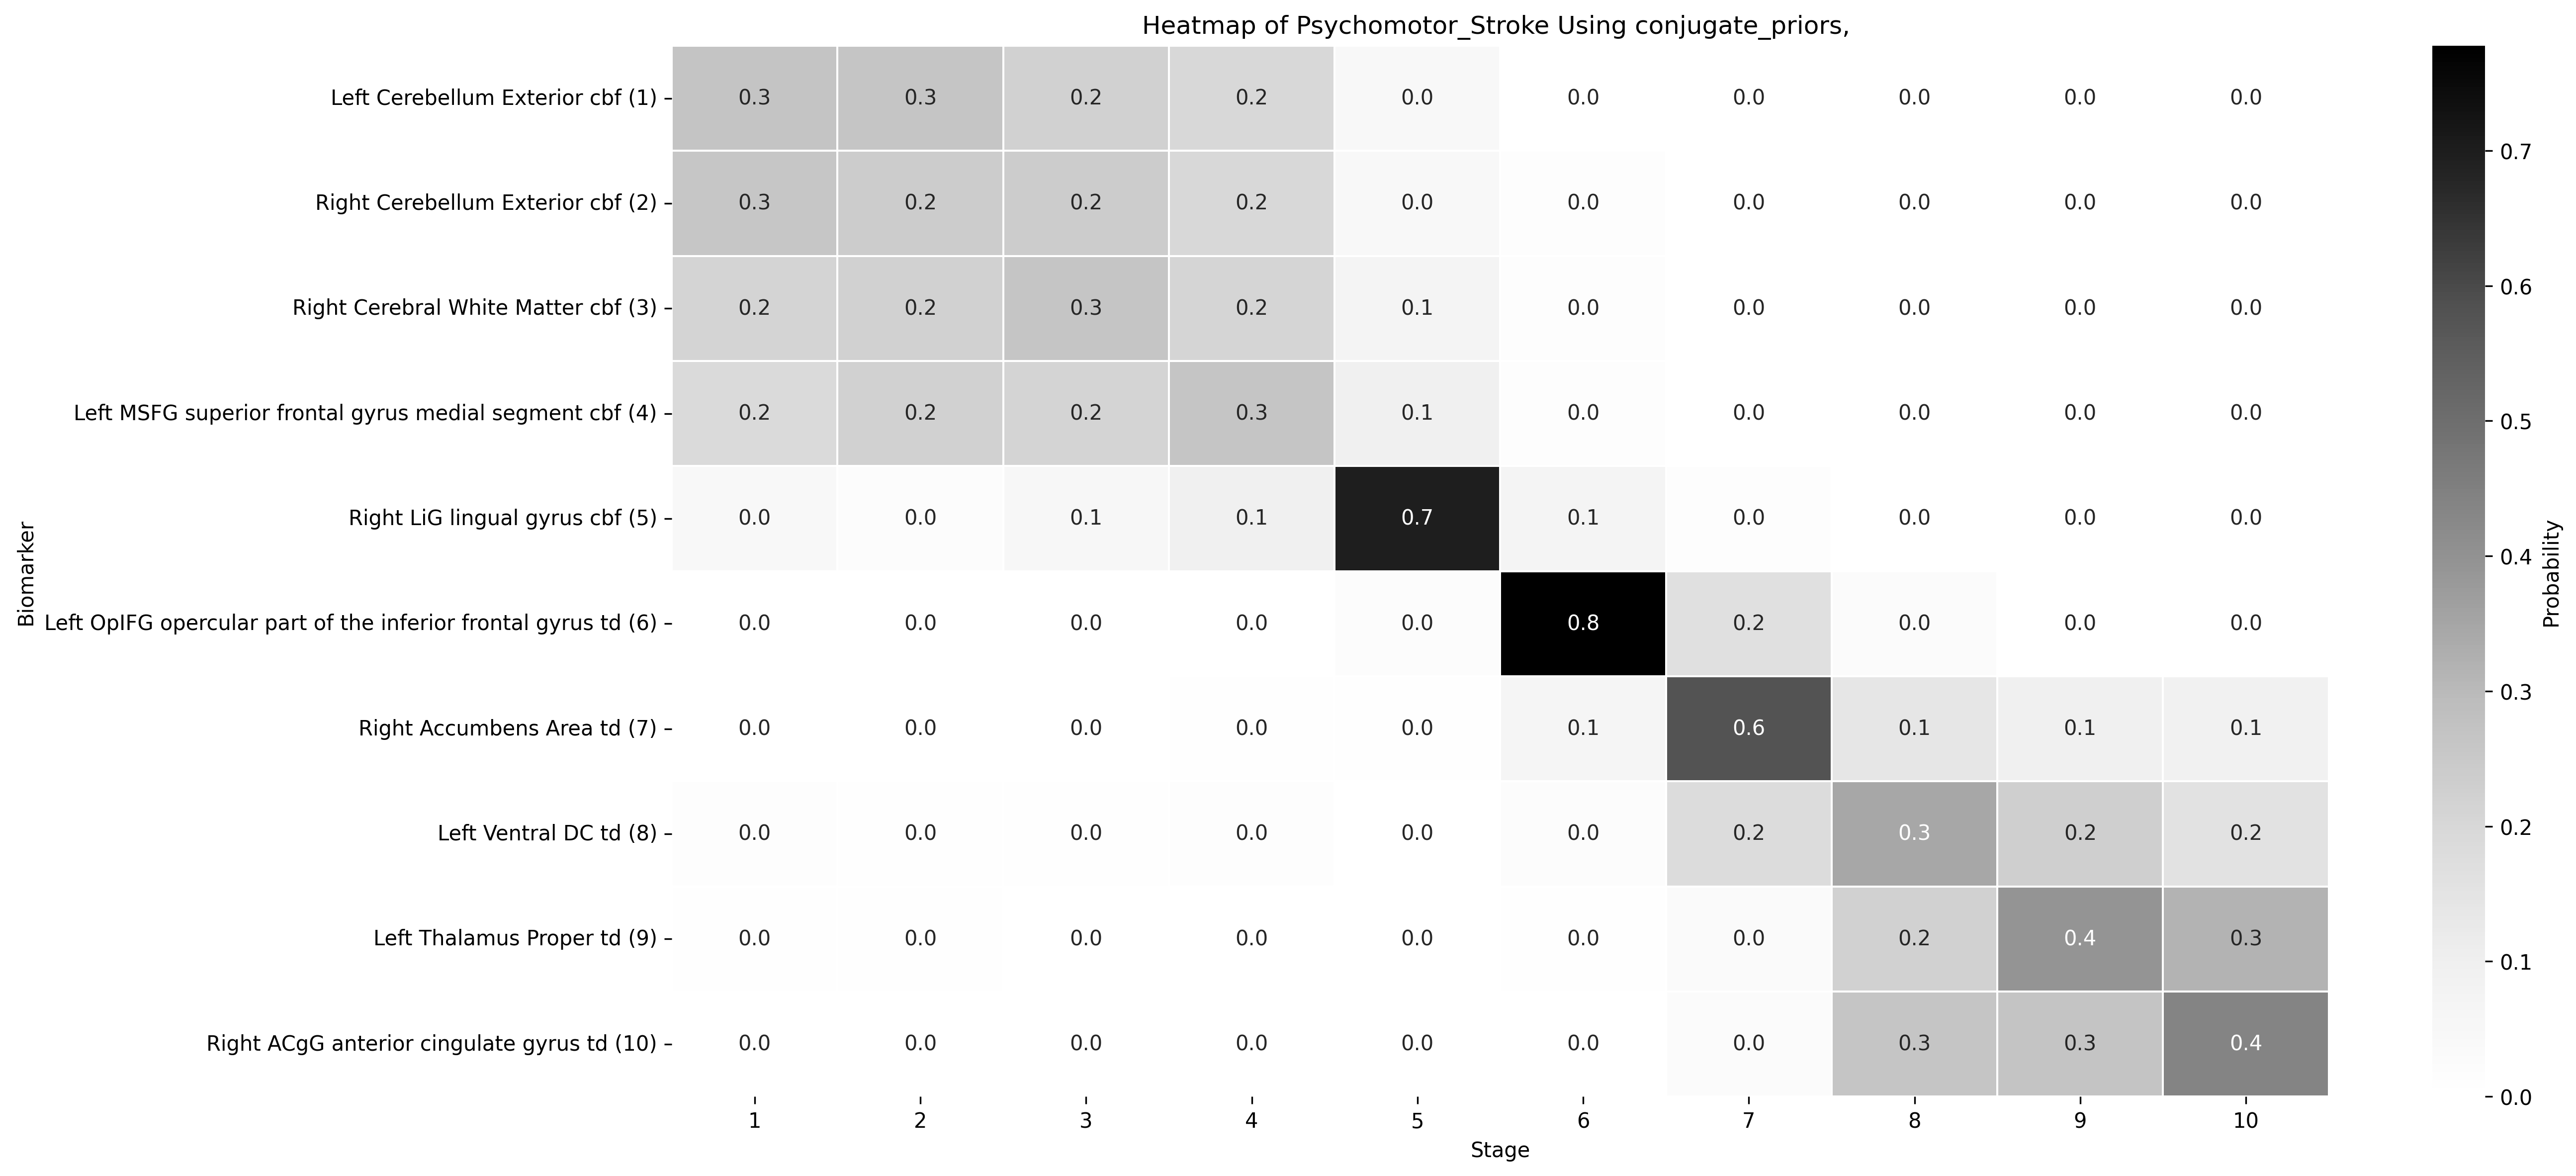 Heatmap of Psychomotor_Stroke Using conjugate_priors,
Left Cerebellum Exterior cbf (1) 0.3 0.3 0.2 0.2 0.0 0.0 0.0 0.0 0.0 0.0
Right Cerebellum Exterior cbf (2) 0.3 0.2 0.2 0.2 0.0 0.0 0.0 0.0 0.0 0.0
Right Cerebral White Matter cbf (3) 0.2 0.2 0.3 0.2 0.1 0.0 0.0 0.0 0.0 0.0
Left MSFG superior frontal gyrus medial segment cbf (4) 0.2 0.2 0.2 0.3 0.1 0.0 0.0 0.0 0.0 0.0
Right LiG lingual gyrus cbf (5) 0.0 0.0 0.1 0.1 0.7 0.1 0.0 0.0 0.0 0.0
Left OpIFG opercular part of the inferior frontal gyrus td (6) 0.0 0.0 0.0 0.0 0.0 0.8 0.2 0.0 0.0 0.0
Right Accumbens Area td (7) 0.0 0.0 0.0 0.0 0.0 0.1 0.6 0.1 0.1 0.1
Left Ventral DC td (8) 0.0 0.0 0.0 0.0 0.0 0.0 0.2 0.3 0.2 0.2
Left Thalamus Proper td (9) 0.0 0.0 0.0 0.0 0.0 0.0 0.0 0.2 0.4 0.3
Right ACgG anterior cingulate gyrus td (10) 0.0 0.0 0.0 0.0 0.0 0.0 0.0 0.3 0.3 0.4
1 2 3 4 5 6 7 8 9 10
Stage
Biomarker
0.7
0.6
0.5
0.4
0.3
0.2
0.1
0.0
Probability